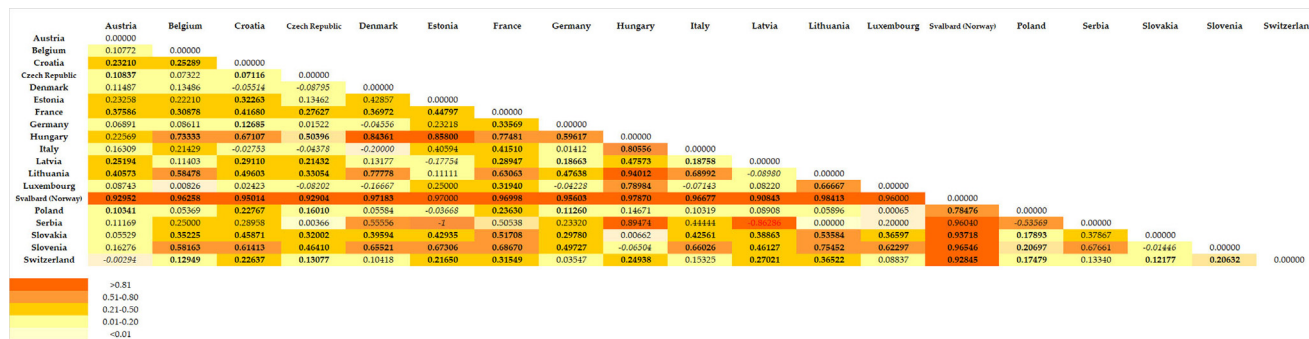 Austria Belgium Croatia Czech Republic Denmark Estonia France Germany Hungary Italy Latvia Lithuania Luxembourg Svalbard (Norway) Poland Serbia Slovakia Slovenia Switzerlan
Austria 0.00000
Belgium 0.10772 0.00000
Croatia 0.23210 0.25289 0.00000
Czech Republic 0.10837 0.07322 0.07116 0.00000
Denmark 0.11487 0.13486 -0.05514 -0.08795 0.00000
Estonia 0.23258 0.22210 0.32263 0.13462 0.42857 0.00000
France 0.37586 0.30878 0.41680 0.27627 0.36972 0.44797 0.00000
Germany 0.06891 0.08611 0.12685 0.01522 -0.04556 0.23218 0.33569 0.00000
Hungary 0.22569 0.73333 0.67107 0.50396 0.84361 0.85800 0.77481 0.59617 0.00000
Italy 0.16309 0.21429 -0.02733 -0.04378 -0.20000 0.40594 0.41510 0.01412 0.80556 0.00000
Latvia 0.25194 0.11403 0.29110 0.21432 0.13177 -0.17754 0.28947 0.18663 0.47573 0.18758 0.00000
Lithuania 0.40573 0.58478 0.49603 0.33054 0.77778 0.11111 0.63063 0.47638 0.94012 0.68992 -0.08980 0.00000
Luxembourg 0.08743 0.00826 0.02423 -0.08202 -0.16667 0.25000 0.31940 -0.04228 0.78984 -0.07143 0.08220 0.66667 0.00000
Svalbard (Norway) 0.92952 0.96258 0.95014 0.92904 0.97183 0.97000 0.96998 0.95603 0.97870 0.96677 0.90843 0.98413 0.96000 0.00000
Poland 0.10341 0.05369 0.22767 0.16010 0.05584 -0.03668 0.23630 0.11260 0.14671 0.10319 0.08908 0.05896 0.00065 0.78476 0.00000
Serbia 0.11169 0.25000 0.28958 0.00366 0.55556 -1 0.50538 0.23320 0.89474 0.44444 0.00000 0.20000 0.96040 -0.53569 0.00000
Slovakia 0.05529 0.35225 0.45871 0.32002 0.39594 0.42935 0.51708 0.29780 0.00662 0.42561 0.38863 0.53584 0.36597 0.93718 0.17893 0.37867 0.00000
Slovenia 0.16276 0.58163 0.61413 0.46410 0.65521 0.67306 0.68670 0.49727 -0.06504 0.66026 0.46127 0.75452 0.62297 0.96546 0.20697 0.67661 -0.01446 0.00000
Switzerland -0.00294 0.12949 0.22637 0.13077 0.10418 0.21650 0.31549 0.03547 0.24938 0.15325 0.27021 0.36522 0.08837 0.92845 0.17479 0.13340 0.12177 0.20632 0.00000
>0.81
0.51-0.80
0.21-0.50
0.01-0.20
<0.01